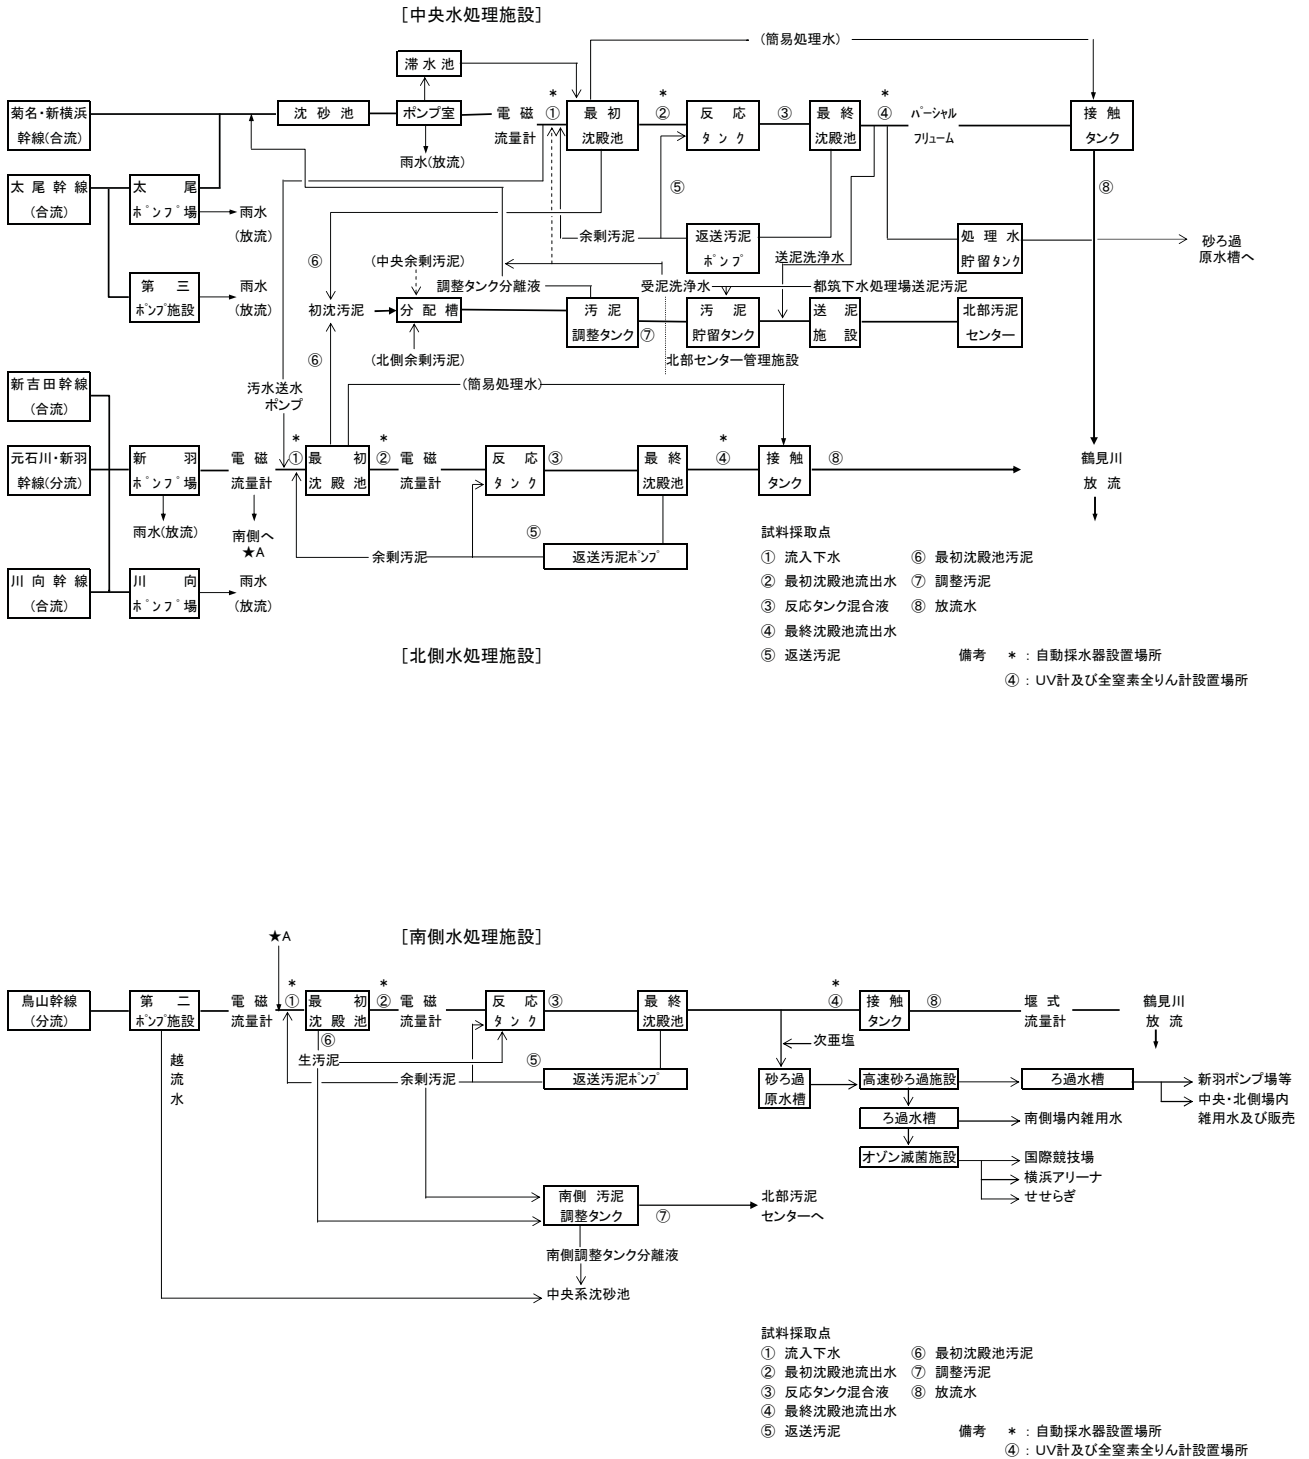 [中央水処理施設]
(簡易処理水)
滞水池
菊名・新横浜
幹線(合流)
沈砂池
ポンプ室
電磁
流量計
*
①
最初
沈殿池
*
②
反応
タンク
③
最終
沈殿池
*
④
パーシャル
フリューム
接触
タンク
雨水(放流)
太尾幹線
(合流)
太尾
ポンプ場
雨水
(放流)
⑤
⑧
余剰汚泥
返送汚泥
ポンプ
送泥洗浄水
処理水
貯留タンク
砂ろ過
原水槽へ
⑥
(中央余剰汚泥)
第三
ポンプ施設
雨水
(放流)
調整タンク分離液
受泥洗浄水
都筑下水処理場送泥汚泥
初沈汚泥
分配槽
汚泥
調整タンク
⑦
汚泥
貯留タンク
送泥
施設
北部汚泥
センター
⑥
(北側余剰汚泥)
北部センター管理施設
新吉田幹線
(合流)
汚水送水
ポンプ
(簡易処理水)
元石川・新羽
幹線(分流)
新羽
ポンプ場
電磁
流量計
*
①
最初
沈殿池
*
②
電磁
流量計
反応
タンク
③
最終
沈殿池
*
④
接触
タンク
⑧
鶴見川
放流
雨水(放流)
南側へ
★A
⑤
余剰汚泥
返送汚泥ポンプ
川向幹線
(合流)
川向
ポンプ場
雨水
(放流)
試料採取点
① 流入下水 ⑥ 最初沈殿池汚泥
② 最初沈殿池流出水 ⑦ 調整汚泥
③ 反応タンク混合液 ⑧ 放流水
④ 最終沈殿池流出水
⑤ 返送汚泥 備考 * : 自動採水器設置場所
④ : UV計及び全窒素全りん計設置場所
[北側水処理施設]
★A
[南側水処理施設]
鳥山幹線
(分流)
第二
ポンプ施設
電磁
流量計
*
①
最初
沈殿池
*
②
電磁
流量計
反応
タンク
③
最終
沈殿池
*
④
接触
タンク
⑧
堰式
流量計
鶴見川
放流
越流水
⑥
生汚泥
余剰汚泥
⑤
返送汚泥ポンプ
次亜塩
砂ろ過
原水槽
高速砂ろ過施設
ろ過水槽
新羽ポンプ場等
中央・北側場内
雑用水及び販売
ろ過水槽
南側場内雑用水
オゾン滅菌施設
国際競技場
横浜アリーナ
せせらぎ
南側 汚泥
調整タンク
⑦
北部汚泥
センターへ
南側調整タンク分離液
中央系沈砂池
試料採取点
① 流入下水 ⑥ 最初沈殿池汚泥
② 最初沈殿池流出水 ⑦ 調整汚泥
③ 反応タンク混合液 ⑧ 放流水
④ 最終沈殿池流出水
⑤ 返送汚泥 備考 * : 自動採水器設置場所
④ : UV計及び全窒素全りん計設置場所